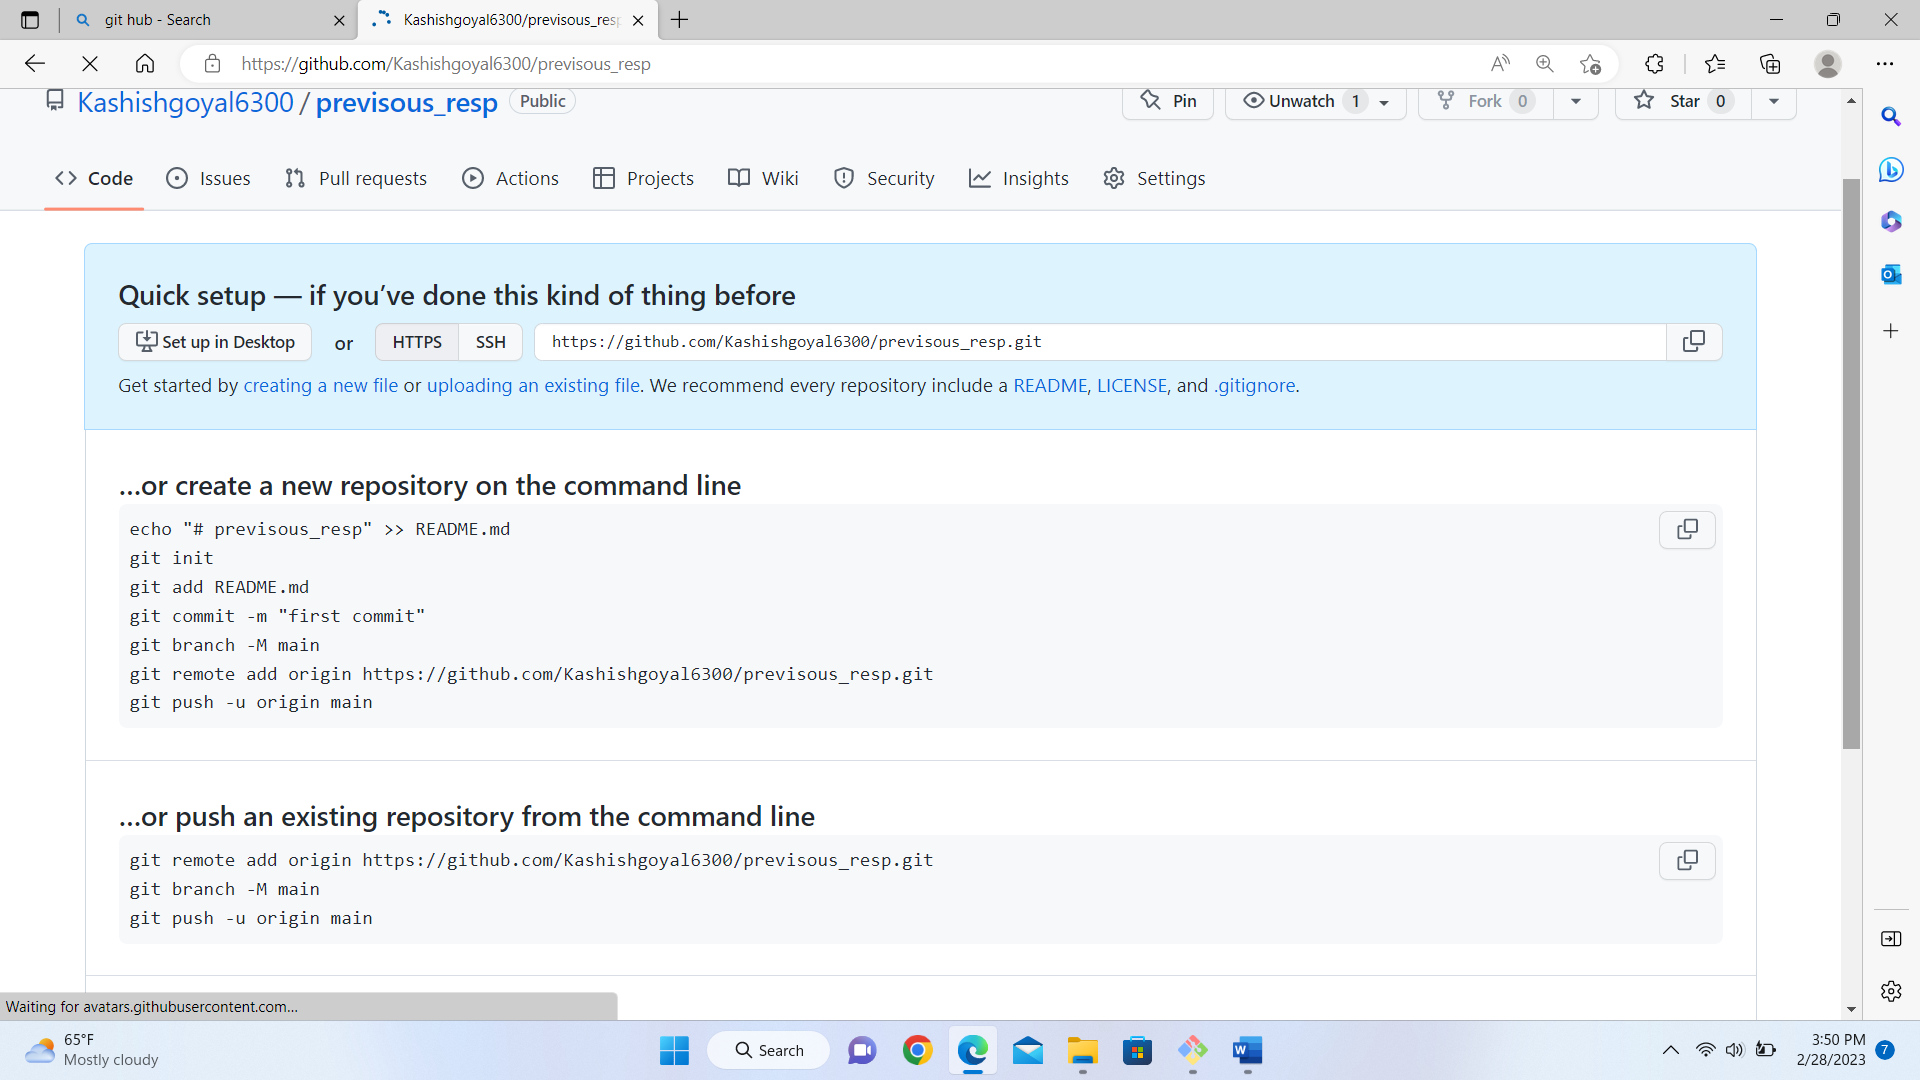 git hub - Search
Kashishgoyal6300/previsous_resp
https://github.com/Kashishgoyal6300/previsous_resp
Kashishgoyal6300 / previsous_resp Public
Pin Unwatch 1 Fork 0 Star 0
Code Issues Pull requests Actions Projects Wiki Security Insights Settings
Quick setup — if you've done this kind of thing before
Set up in Desktop or HTTPS SSH https://github.com/Kashishgoyal6300/previsous_resp.git
Get started by creating a new file or uploading an existing file. We recommend every repository include a README, LICENSE, and .gitignore.
…or create a new repository on the command line
echo "# previsous_resp" >> README.md
git init
git add README.md
git commit -m "first commit"
git branch -M main
git remote add origin https://github.com/Kashishgoyal6300/previsous_resp.git
git push -u origin main
…or push an existing repository from the command line
git remote add origin https://github.com/Kashishgoyal6300/previsous_resp.git
git branch -M main
git push -u origin main
Waiting for avatars.githubusercontent.com...
65°F
Mostly cloudy
Search
3:50 PM
2/28/2023
7